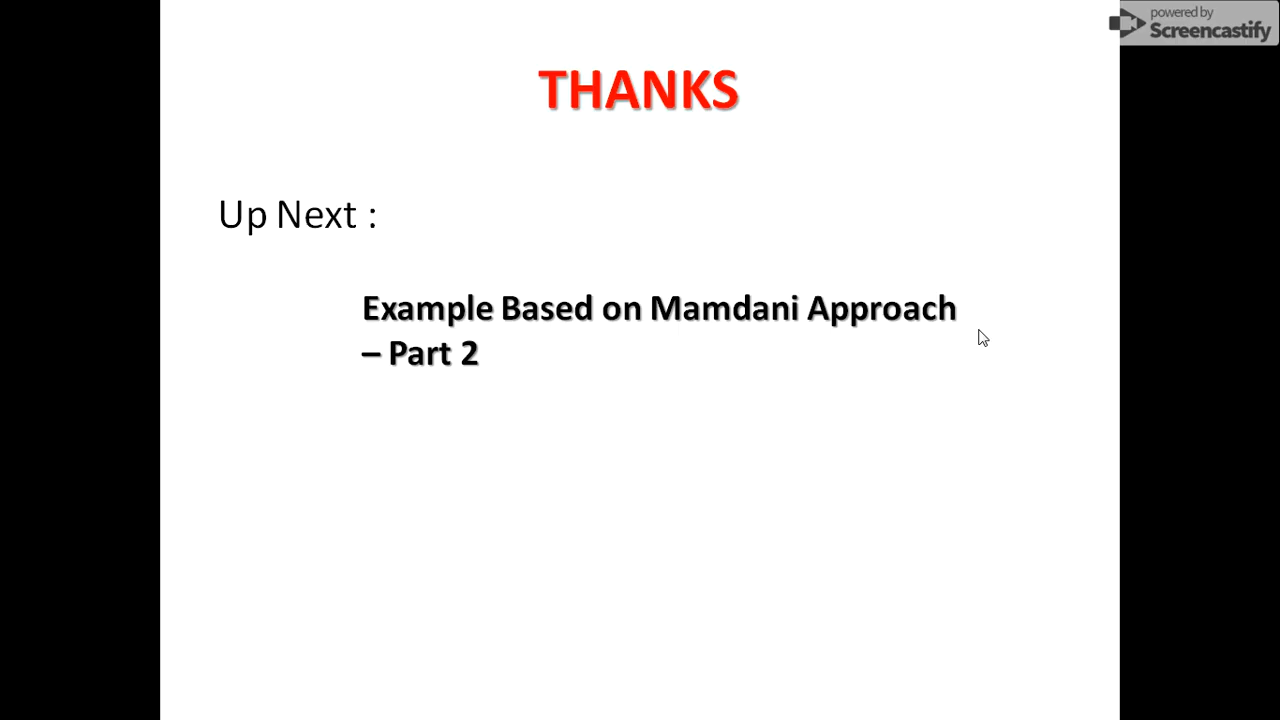 powered by
Screencastify
THANKS
Up Next :
Example Based on Mamdani Approach
– Part 2